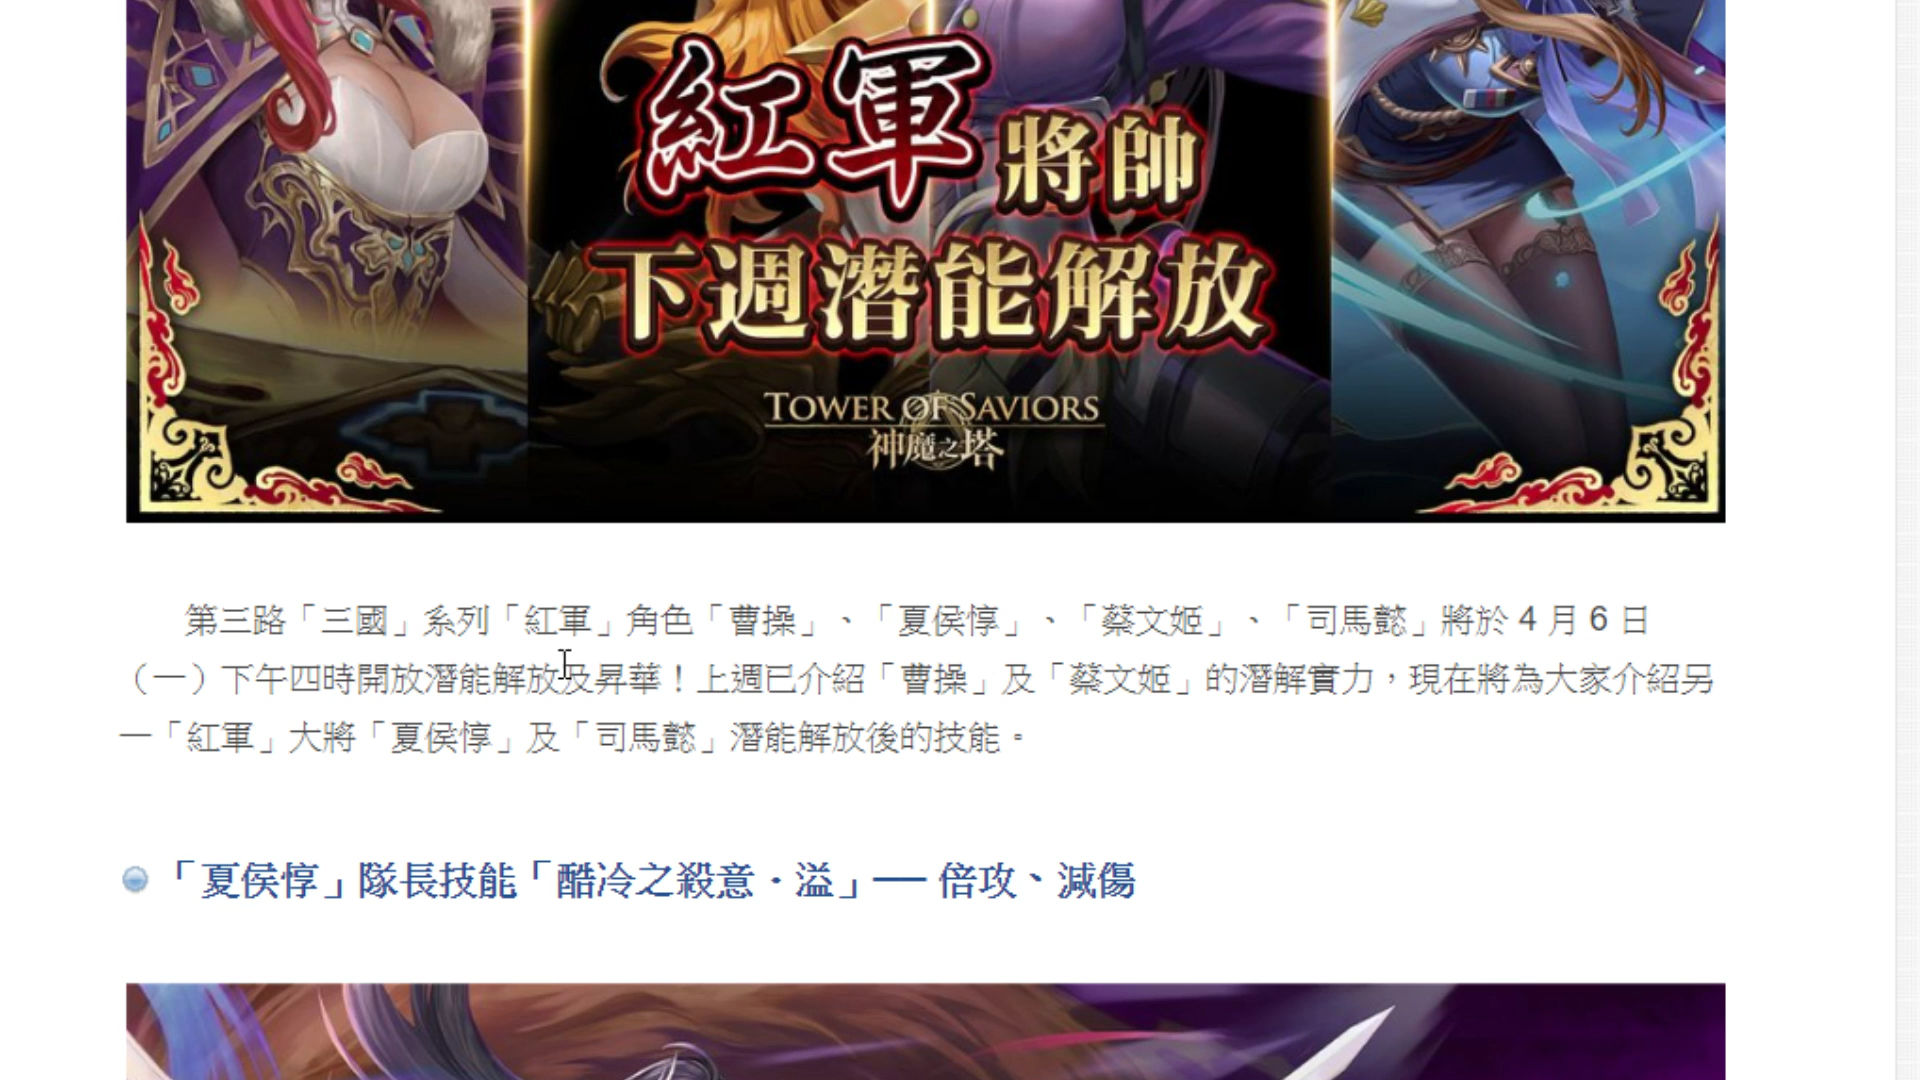 紅軍將帥
下週潛能解放
TOWER OF SAVIORS
神魔之塔
第三路「三國」系列「紅軍」角色「曹操」、「夏侯惇」、「蔡文姬」、「司馬懿」將於 4 月 6 日
（一）下午四時開放潛能解放及昇華！上週已介紹「曹操」及「蔡文姬」的潛解實力，現在將為大家介紹另
一「紅軍」大將「夏侯惇」及「司馬懿」潛能解放後的技能。
「夏侯惇」隊長技能「酷冷之殺意．溢」── 倍攻、減傷